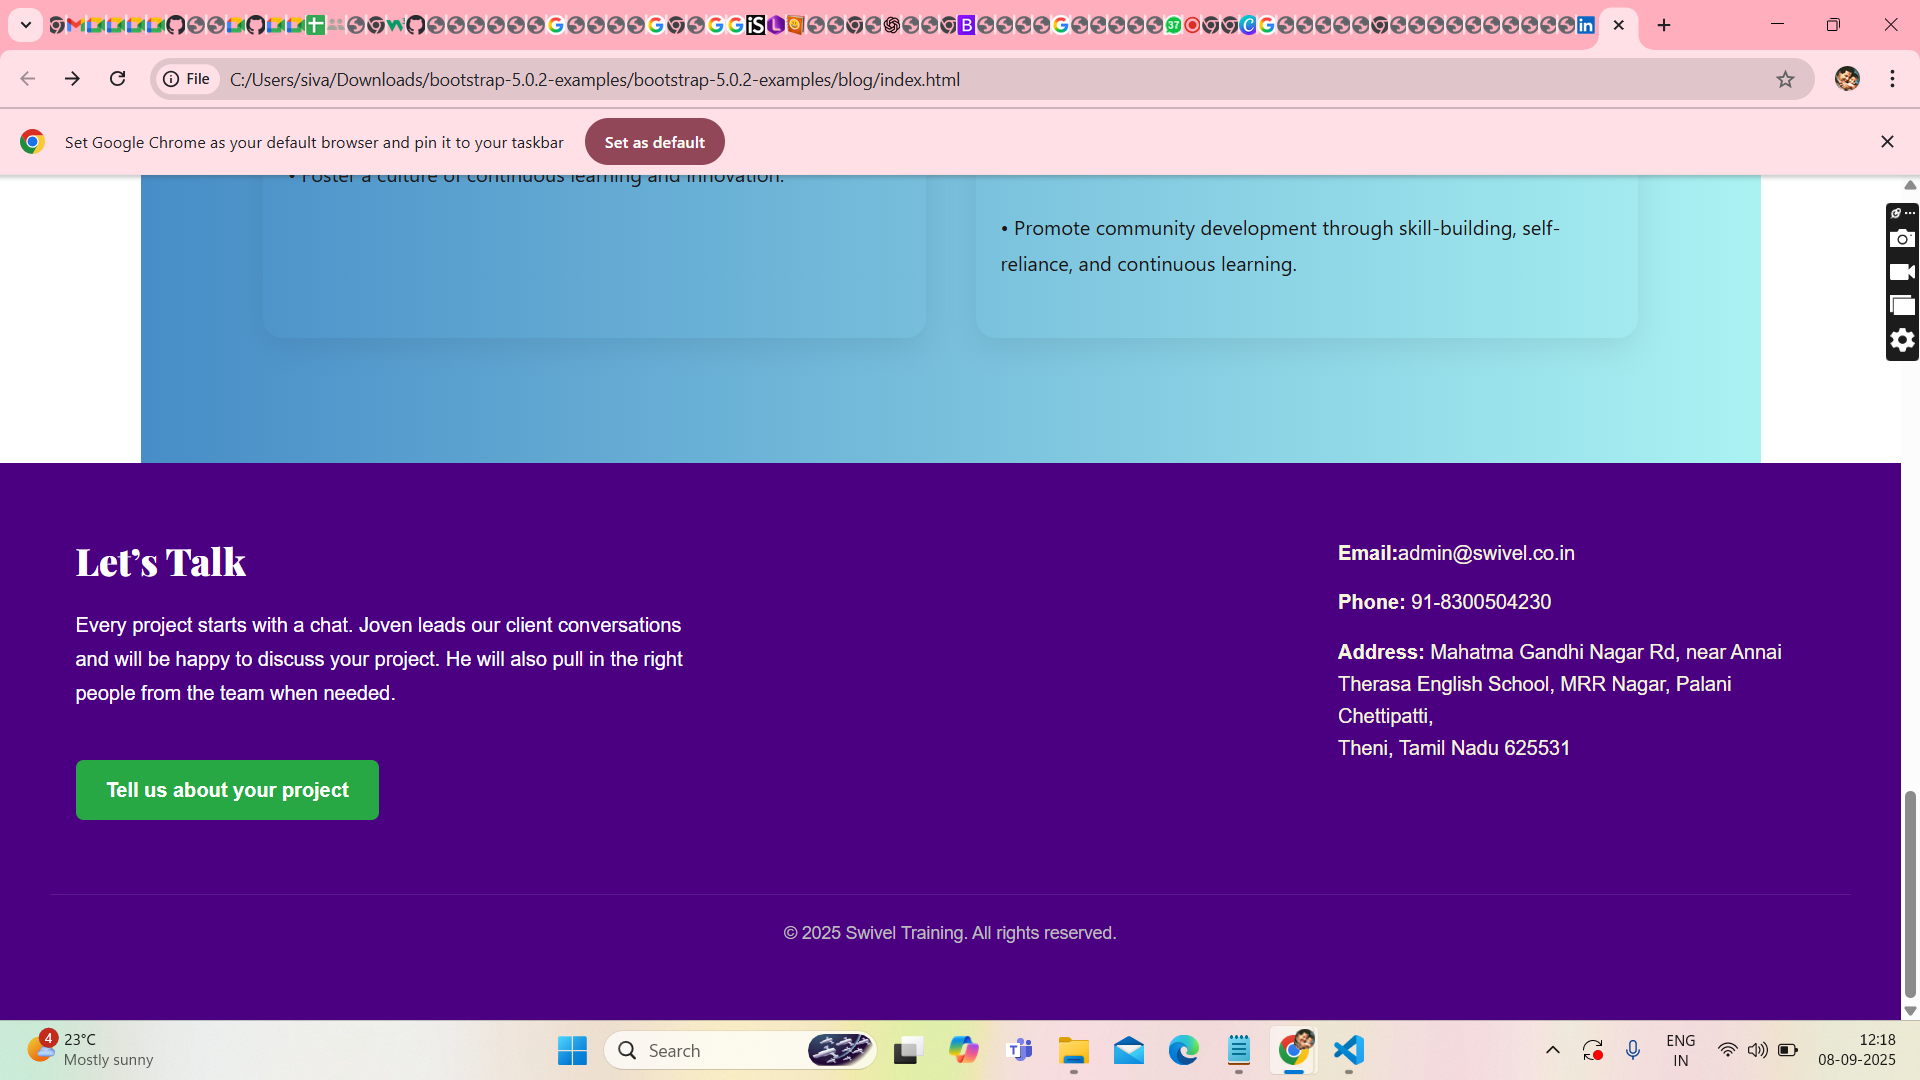 File
C:/Users/siva/Downloads/bootstrap-5.0.2-examples/bootstrap-5.0.2-examples/blog/index.html
Set Google Chrome as your default browser and pin it to your taskbar
Set as default
• Foster a culture of continuous learning and innovation.
• Promote community development through skill-building, self-
reliance, and continuous learning.
Let’s Talk
Every project starts with a chat. Joven leads our client conversations
and will be happy to discuss your project. He will also pull in the right
people from the team when needed.
Tell us about your project
Email:admin@swivel.co.in
Phone: 91-8300504230
Address: Mahatma Gandhi Nagar Rd, near Annai
Therasa English School, MRR Nagar, Palani
Chettipatti,
Theni, Tamil Nadu 625531
© 2025 Swivel Training. All rights reserved.
4
23°C
Mostly sunny
Search
ENG
IN
12:18
08-09-2025